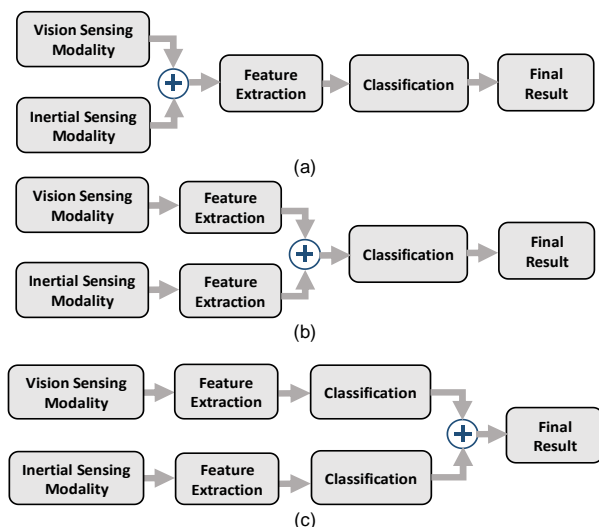 Vision Sensing
Modality
Inertial Sensing
Modality
Feature
Extraction
Classification
Final
Result
(a)
Vision Sensing
Modality
Feature
Extraction
Inertial Sensing
Modality
Feature
Extraction
Classification
Final
Result
(b)
Vision Sensing
Modality
Feature
Extraction
Classification
Inertial Sensing
Modality
Feature
Extraction
Classification
Final
Result
(c)